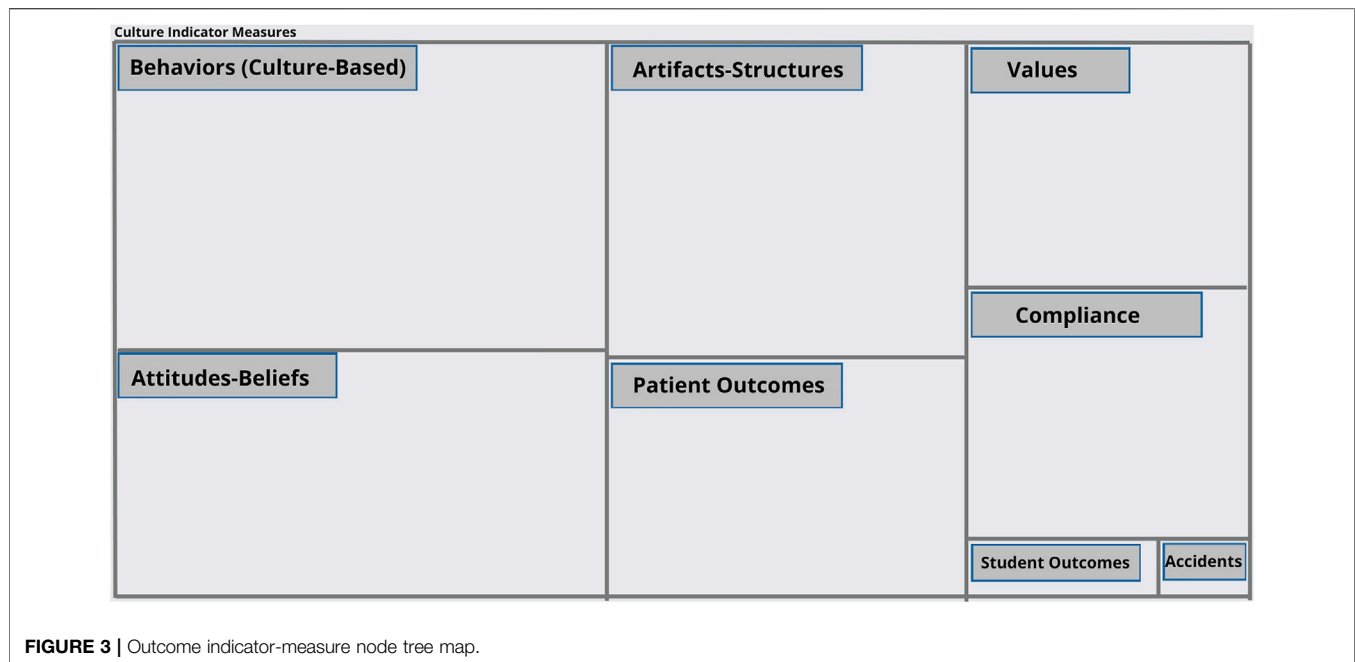 Culture Indicator Measures
Behaviors (Culture-Based)
Artifacts-Structures
Values
Compliance
Attitudes-Beliefs
Patient Outcomes
Student Outcomes
Accidents
FIGURE 3 | Outcome indicator-measure node tree map.